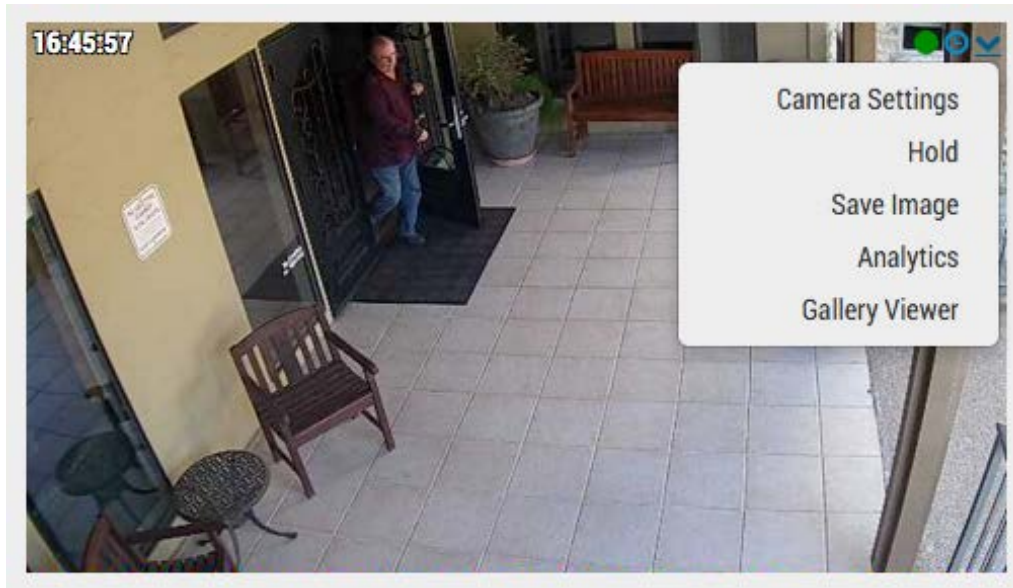 16:45:57
Camera Settings
Hold
Save Image
Analytics
Gallery Viewer